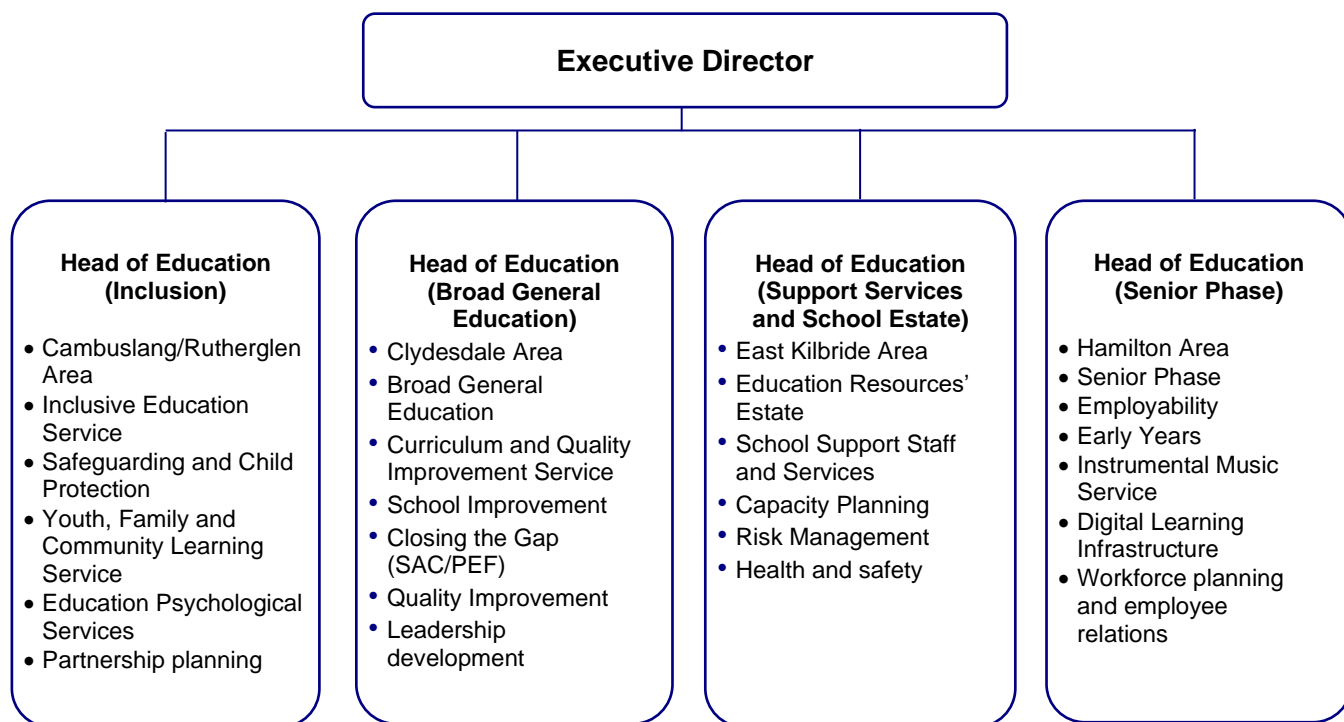 Executive Director
Head of Education
(Inclusion)
• Cambuslang/Rutherglen
Area
• Inclusive Education
Service
• Safeguarding and Child
Protection
• Youth, Family and
Community Learning
Service
• Education Psychological
Services
• Partnership planning
Head of Education
(Broad General
Education)
• Clydesdale Area
• Broad General
Education
• Curriculum and Quality
Improvement Service
• School Improvement
• Closing the Gap
(SAC/PEF)
• Quality Improvement
• Leadership
development
Head of Education
(Support Services
and School Estate)
• East Kilbride Area
• Education Resources’
Estate
• School Support Staff
and Services
• Capacity Planning
• Risk Management
• Health and safety
Head of Education
(Senior Phase)
• Hamilton Area
• Senior Phase
• Employability
• Early Years
• Instrumental Music
Service
• Digital Learning
Infrastructure
• Workforce planning
and employee
relations